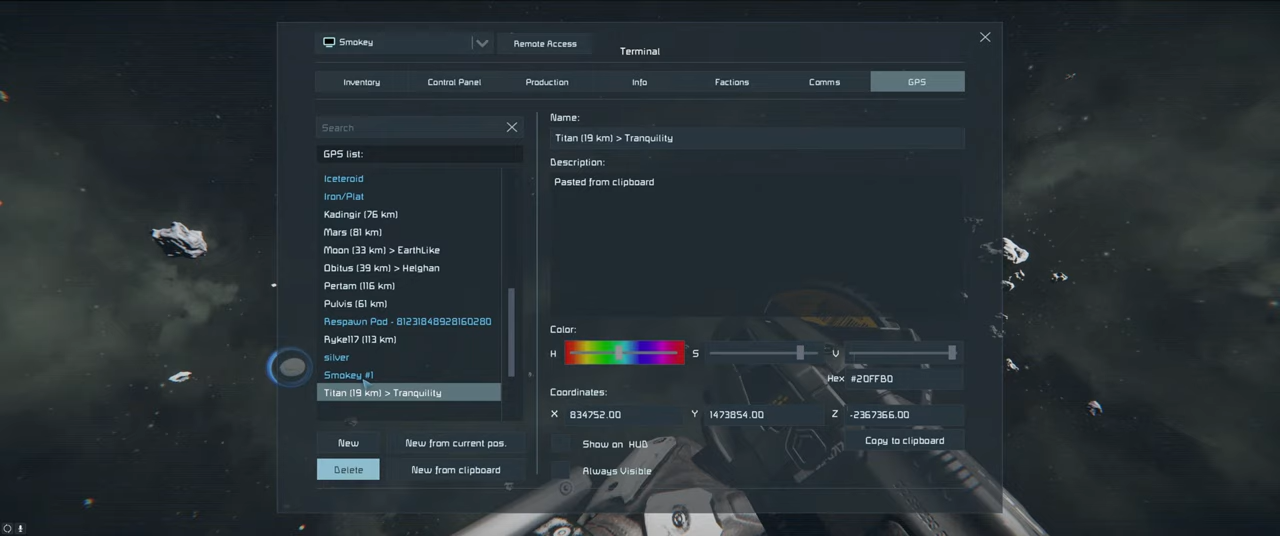 Smokey
Remote Access
Terminal
Inventory
Control Panel
Production
Info
Factions
Comms
GPS
Search
GPS list:
Iceteroid
Iron/Plat
Kadingir (76 km)
Mars (81 km)
Moon (33 km) > EarthLike
Obitus (39 km) > Helghan
Pertam (116 km)
Pulvis (61 km)
Respawn Pod - 81231848928160280
Ryke117 (113 km)
silver
Smokey #1
Titan (19 km) > Tranquility
New
New from current pos.
Delete
New from clipboard
Name:
Titan (19 km) > Tranquility
Description:
Pasted from clipboard
Color:
H
S
V
Hex #20FFB0
Coordinates:
X 834752.00
Y 1473854.00
Z -2367366.00
Show on HUD
Copy to clipboard
Always Visible